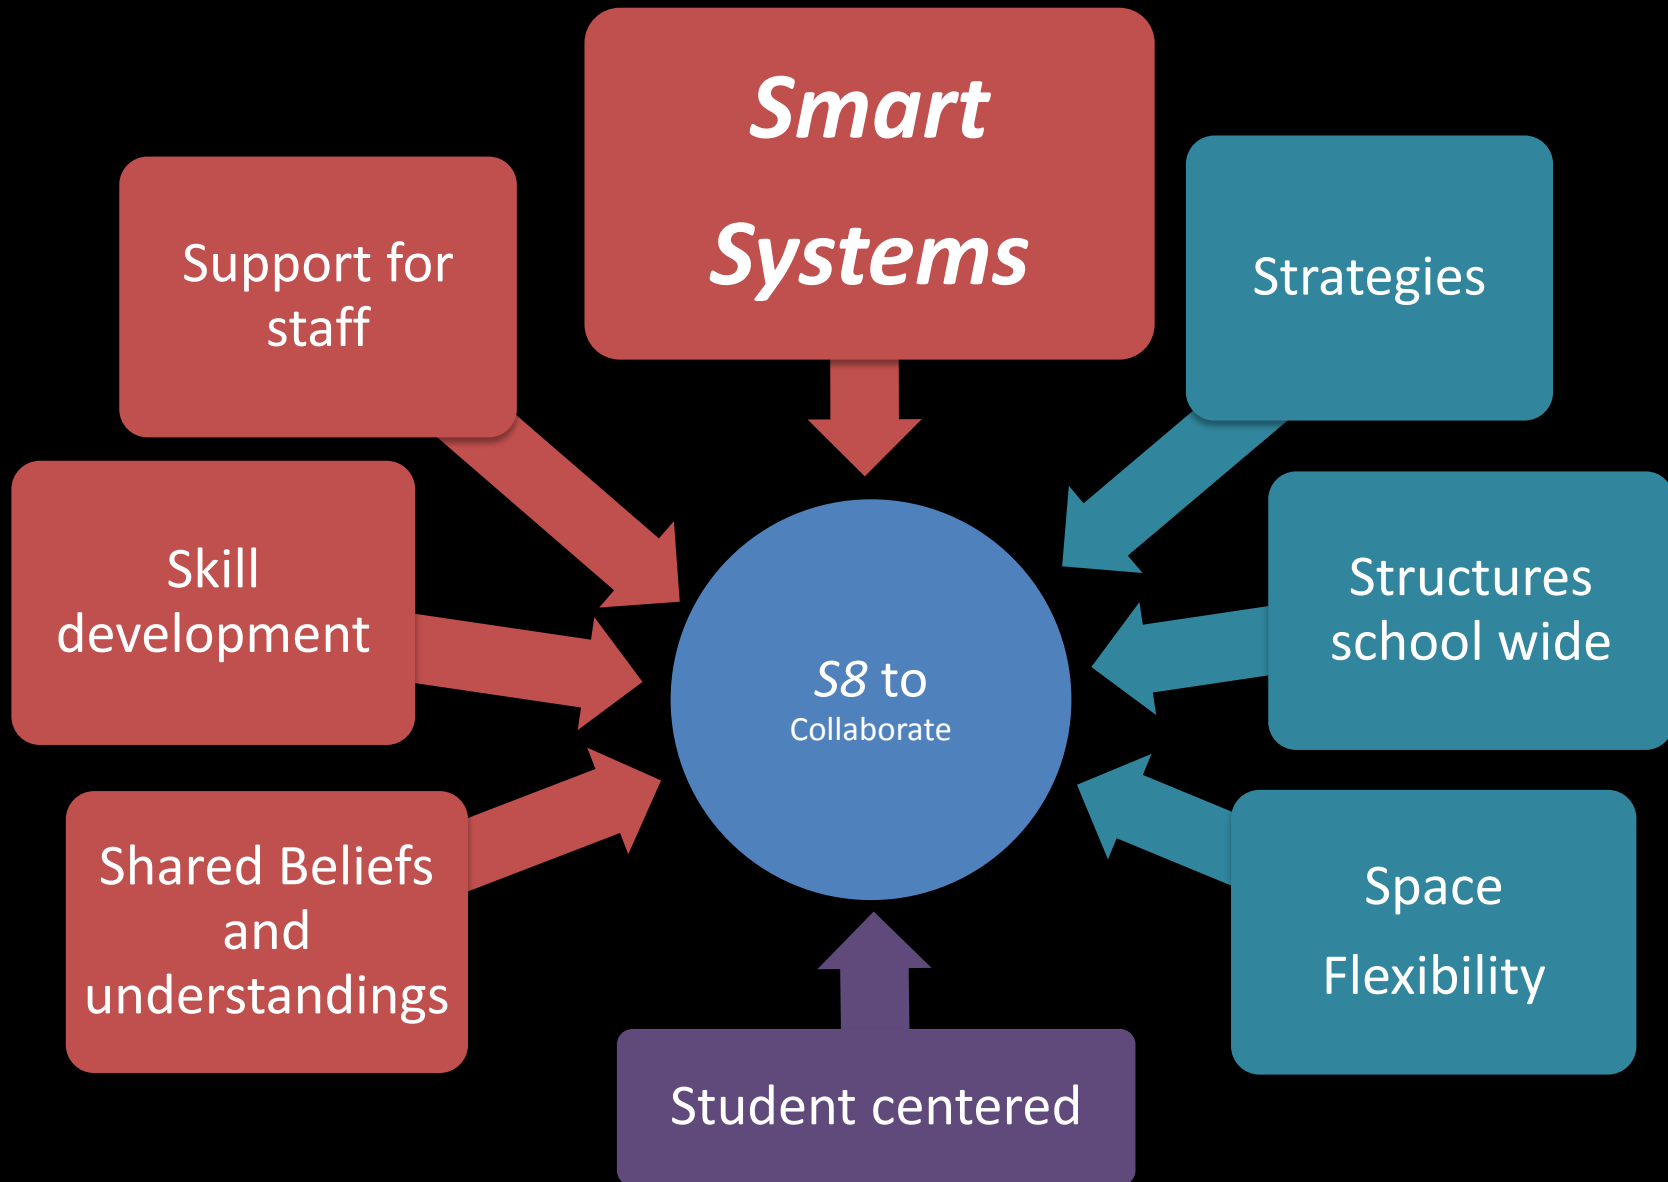 Smart
Systems
Support for
staff
Strategies
Skill
development
Structures
school wide
S8 to
Collaborate
Shared Beliefs
and
understandings
Space
Flexibility
Student centered